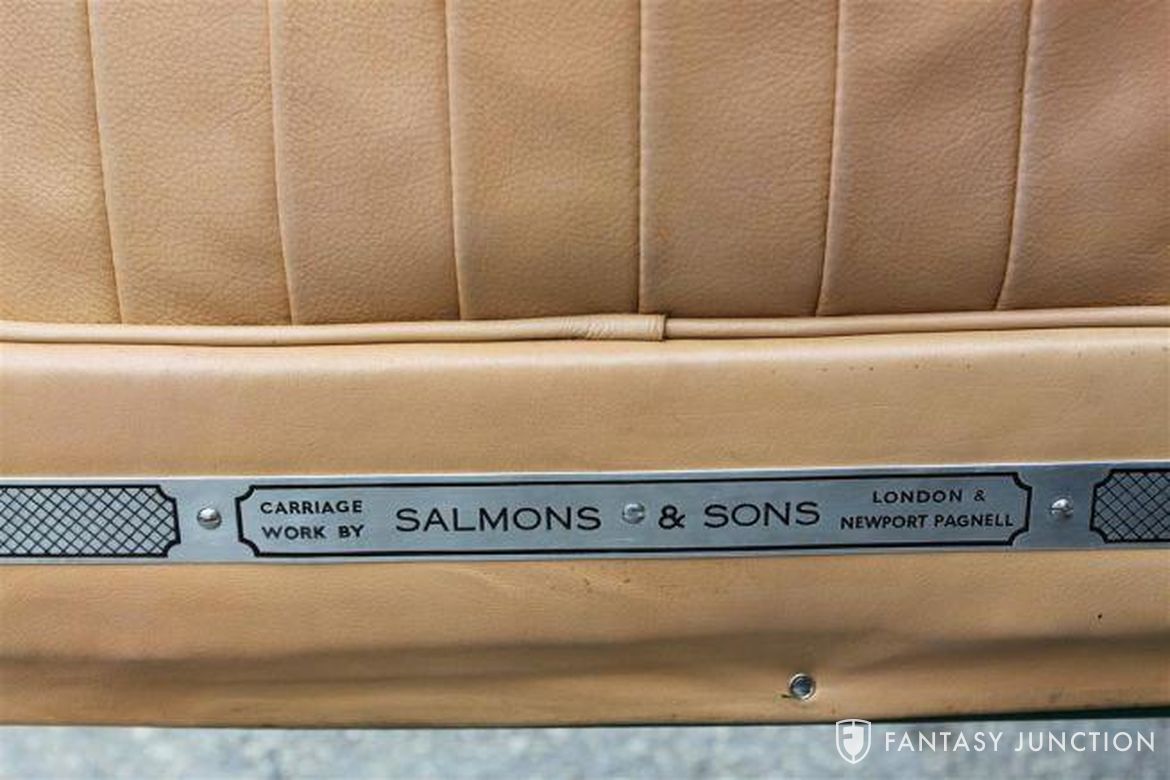 CARRIAGE
WORK BY
SALMONS & SONS
LONDON &
NEWPORT PAGNELL
FANTASY JUNCTION